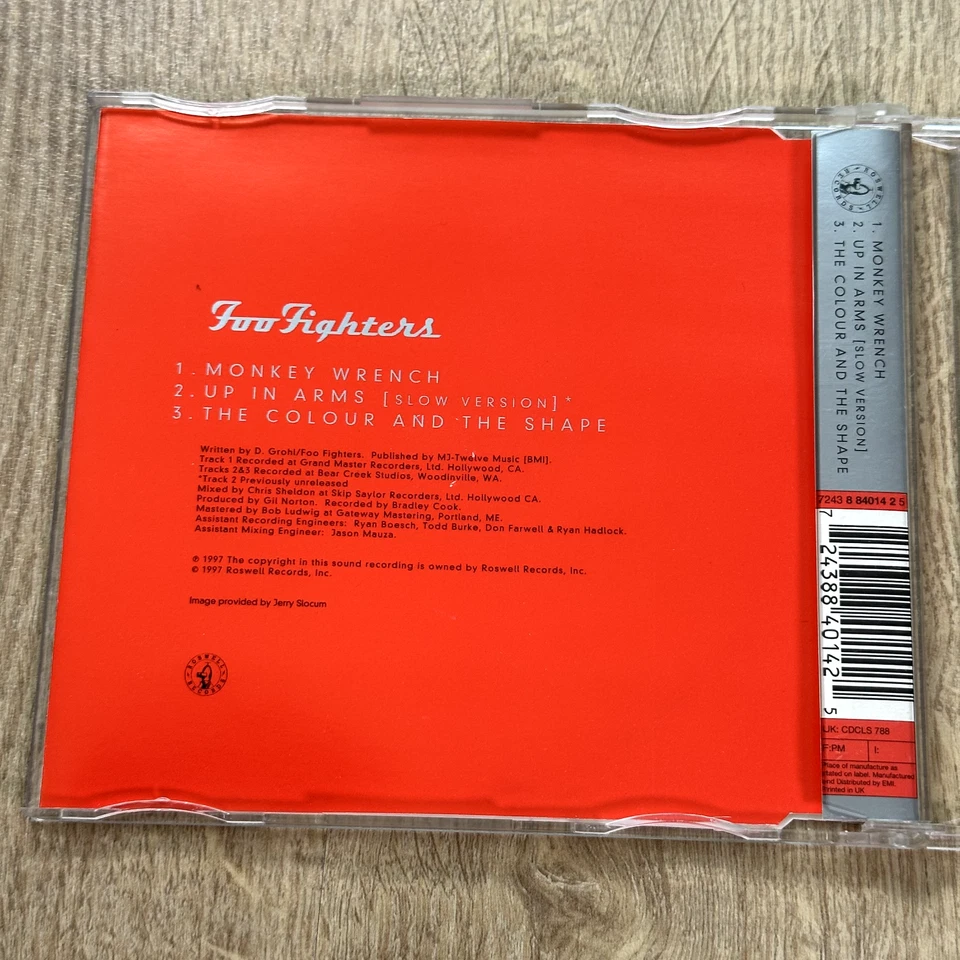 Foo Fighters
1. MONKEY WRENCH
2. UP IN ARMS [SLOW VERSION]*
3. THE COLOUR AND THE SHAPE
Written by D. Grohl/Foo Fighters. Published by MJ-Twelve Music [BMI].
Track 1 Recorded at Grand Master Recorders, Ltd. Hollywood, CA.
Tracks 2&3 Recorded at Bear Creek Studios, Woodinville, WA.
*Track 2 Previously unreleased
Mixed by Chris Sheldon at Skip Saylor Recorders, Ltd. Hollywood CA.
Produced by Gil Norton. Recorded by Bradley Cook.
Mastered by Bob Ludwig at Gateway Mastering, Portland, ME.
Assistant Recording Engineers: Ryan Boesch, Todd Burke, Don Farwell & Ryan Hadlock.
Assistant Mixing Engineer: Jason Mauza.
℗ 1997 The copyright in this sound recording is owned by Roswell Records, Inc.
© 1997 Roswell Records, Inc.
Image provided by Jerry Slocum
ROSWELL RECORDS
ROSWELL RECORDS
1. MONKEY WRENCH
2. UP IN ARMS [SLOW VERSION]
3. THE COLOUR AND THE SHAPE
7243 8 84014 2 5
7 24388 40142 5
UK: CDCLS 788
F:PM
I:
Place of manufacture as
stated on label. Manufactured
and Distributed by EMI.
Printed in UK